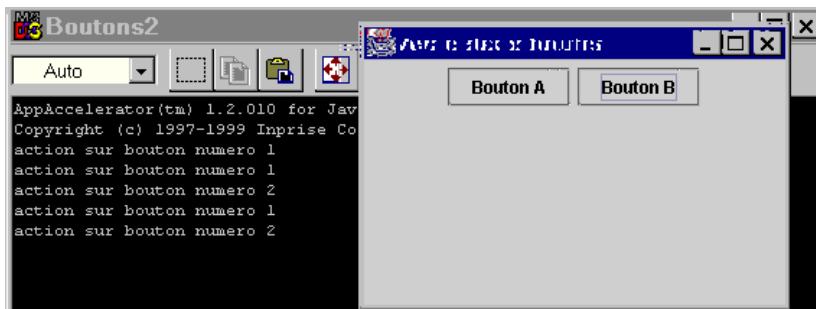 Boutons2
Auto
AppAccelerator(tm) 1.2.010 for Jav
Copyright (c) 1997-1999 Inprise Co
action sur bouton numero 1
action sur bouton numero 1
action sur bouton numero 2
action sur bouton numero 1
action sur bouton numero 2
Bouton A
Bouton B